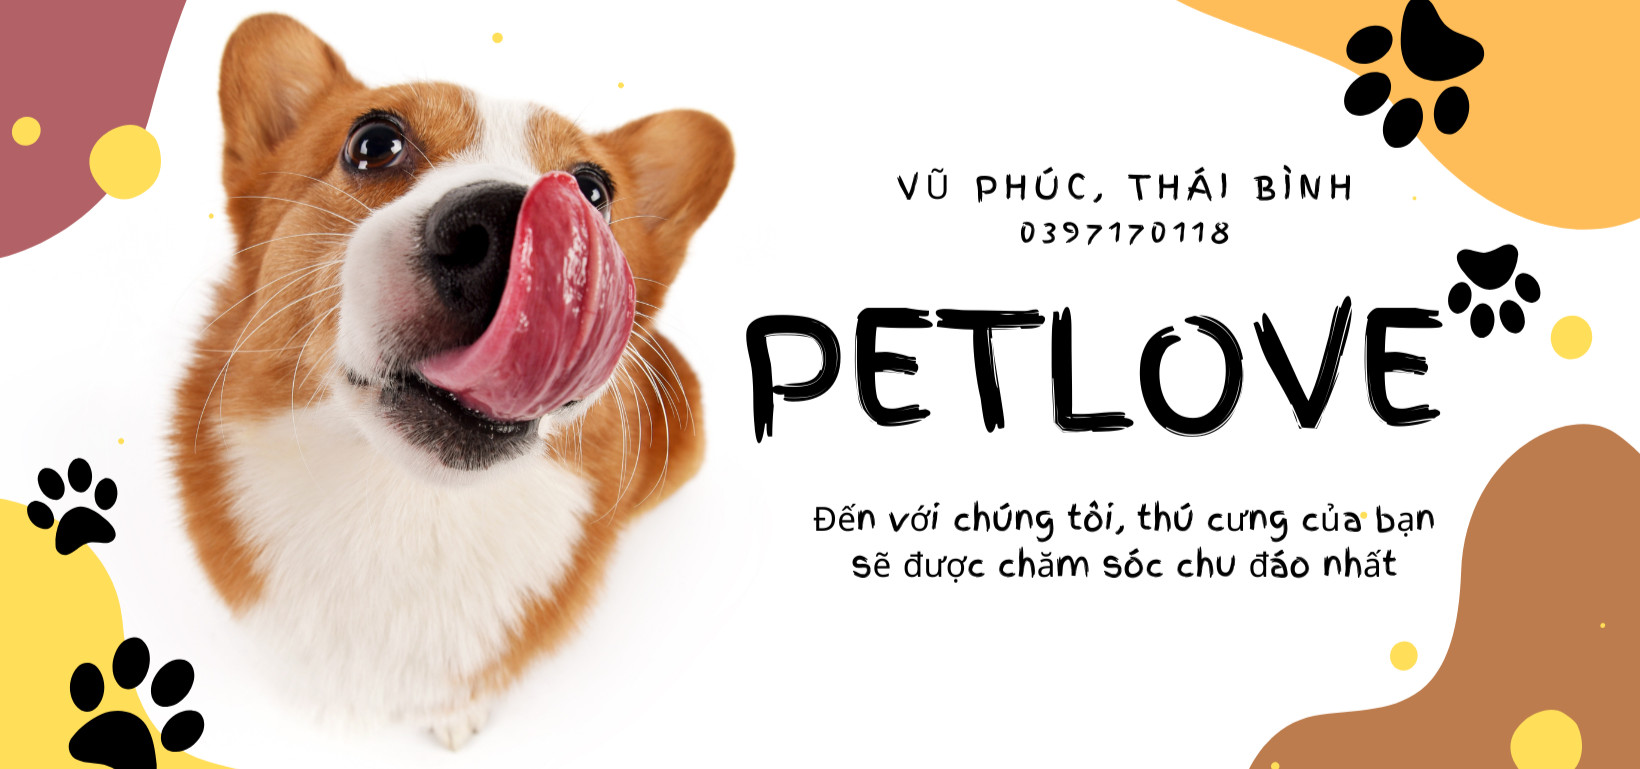 VŨ PHÚC, THÁI BÌNH
0397170118
PETLOVE
Đến với chúng tôi, thú cưng của bạn
sẽ được chăm sóc chu đáo nhất